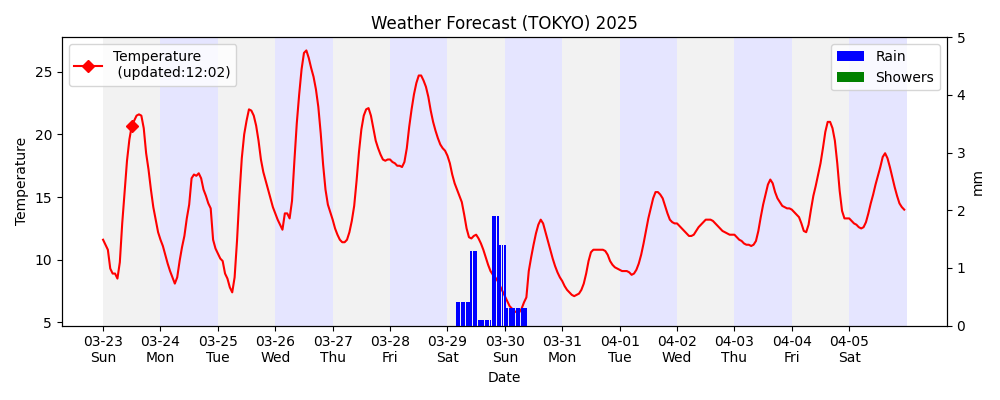 Weather Forecast (TOKYO) 2025
Temperature
(updated:12:02)
Rain
Showers
Temperature
25
20
15
10
5
5
4
3
2
1
0
mm
03-23 03-24 03-25 03-26 03-27 03-28 03-29 03-30 03-31 04-01 04-02 04-03 04-04 04-05
Sun Mon Tue Wed Thu Fri Sat Sun Mon Tue Wed Thu Fri Sat
Date